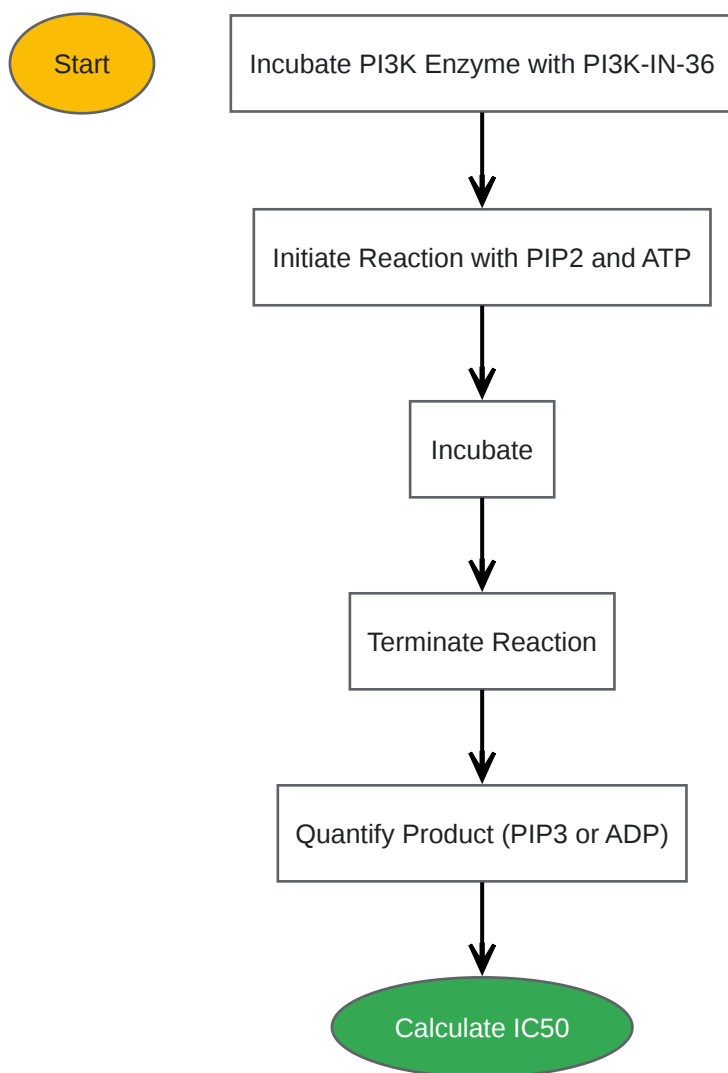 Start
Incubate PI3K Enzyme with PI3K-IN-36
Initiate Reaction with PIP2 and ATP
Incubate
Terminate Reaction
Quantify Product (PIP3 or ADP)
Calculate IC50